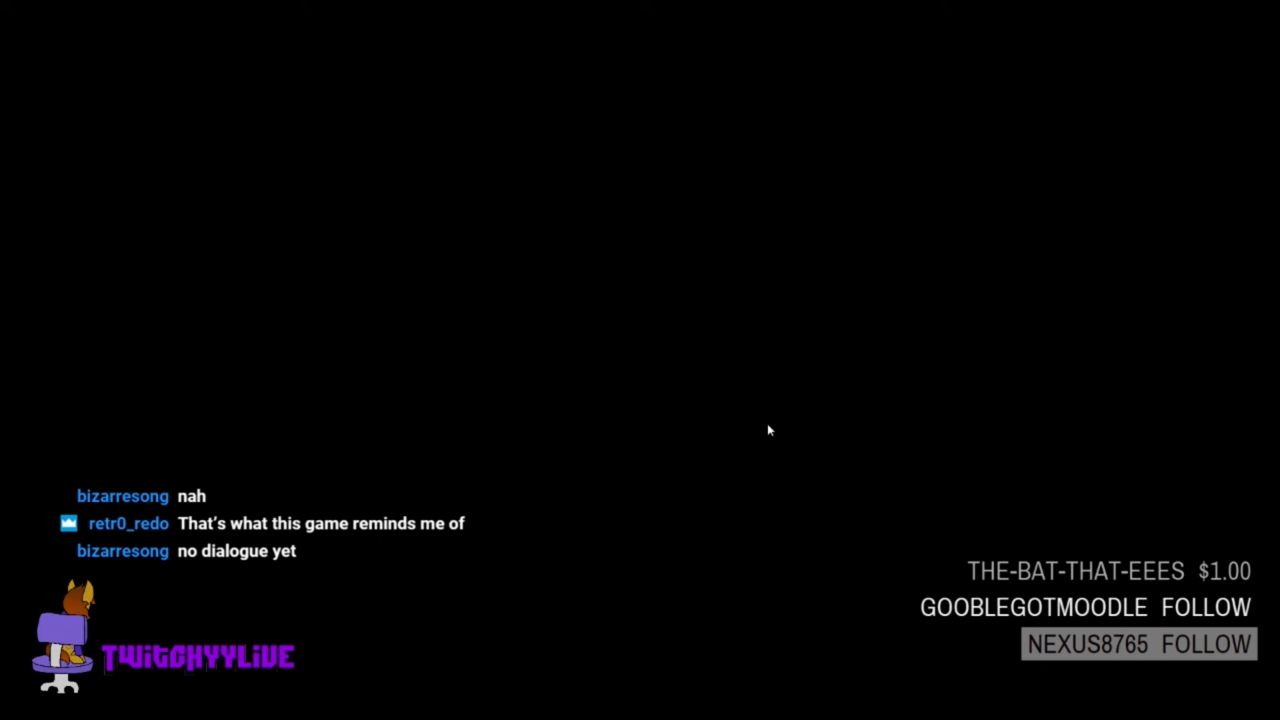 bizarresong nah
retr0_redo That’s what this game reminds me of
bizarresong no dialogue yet
TWITCHYYLIVE
THE-BAT-THAT-EEES $1.00
GOOBLEGOTMOODLE FOLLOW
NEXUS8765 FOLLOW